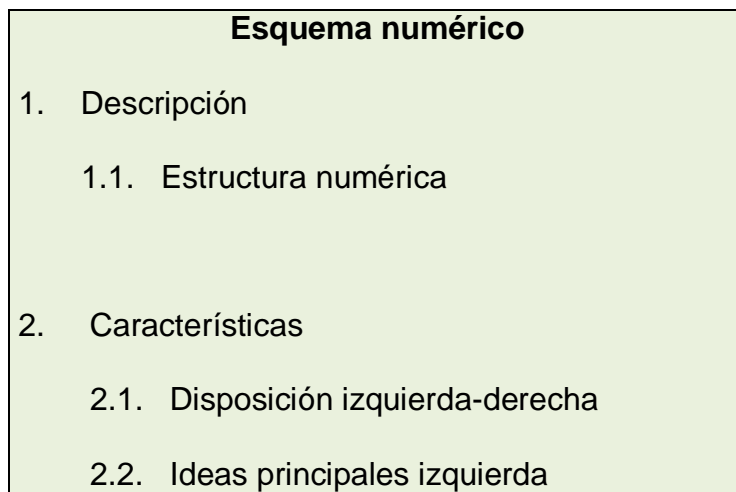 Esquema numérico
1. Descripción
1.1. Estructura numérica
2. Características
2.1. Disposición izquierda-derecha
2.2. Ideas principales izquierda